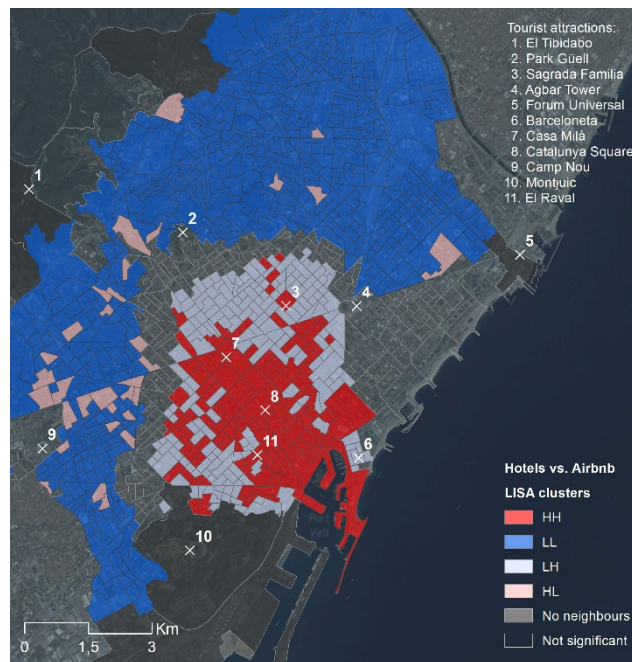 Tourist attractions:
1. El Tibidabo
2. Park Güell
3. Sagrada Familia
4. Agbar Tower
5. Forum Universal
6. Barceloneta
7. Casa Milà
8. Catalunya Square
9. Camp Nou
10. Montjuic
11. El Raval
1
2
5
3
4
7
8
9
11
6
10
Port
Vell
Hotels vs. Airbnb
LISA clusters
HH
LL
LH
HL
No neighbours
Not significant
Km
0 1,5 3